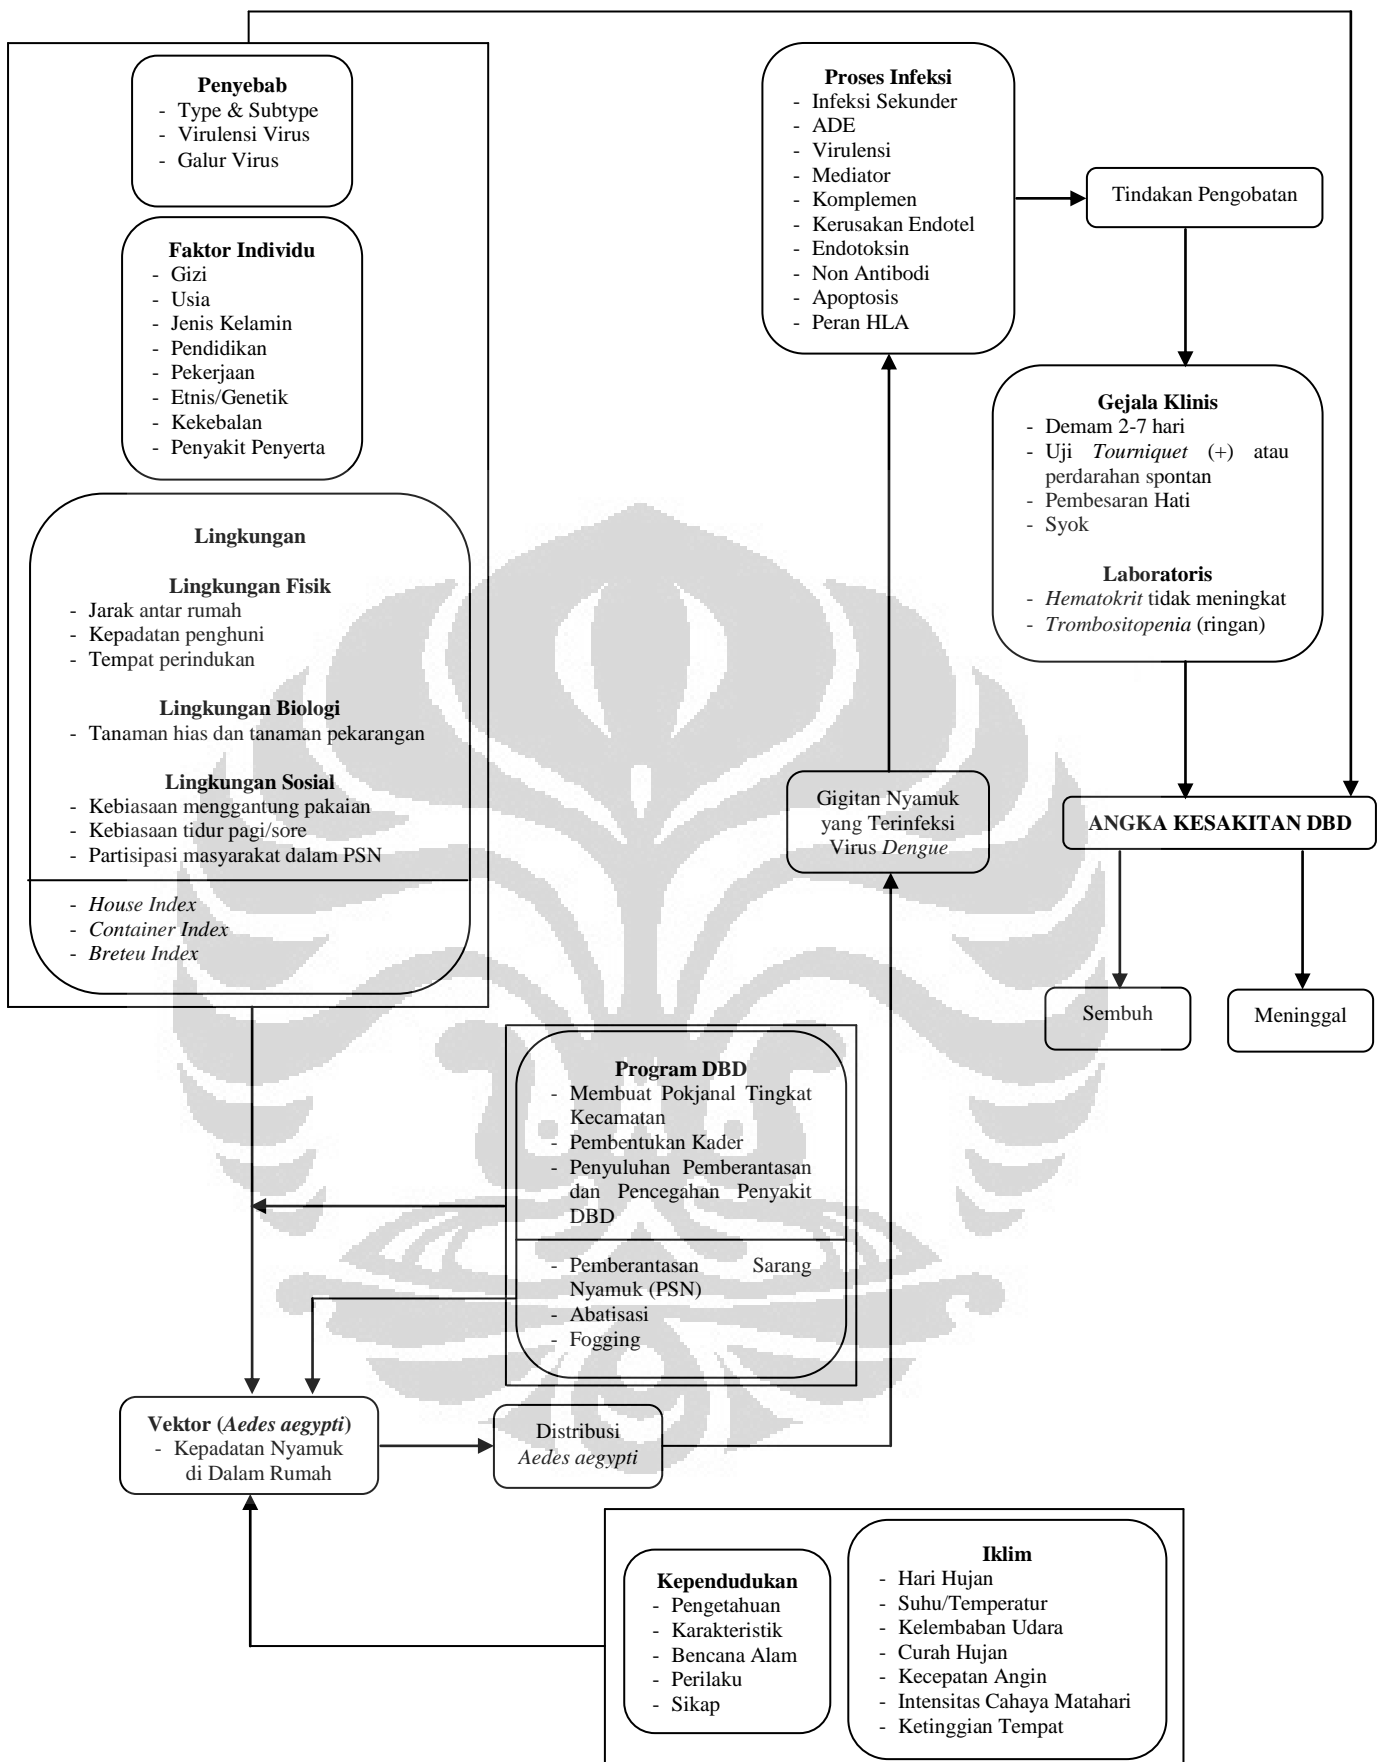 Penyebab
- Type & Subtype
- Virulensi Virus
- Galur Virus
Faktor Individu
- Gizi
- Usia
- Jenis Kelamin
- Pendidikan
- Pekerjaan
- Etnis/Genetik
- Kekebalan
- Penyakit Penyerta
Lingkungan
Lingkungan Fisik
- Jarak antar rumah
- Kepadatan penghuni
- Tempat perindukan
Lingkungan Biologi
- Tanaman hias dan tanaman pekarangan
Lingkungan Sosial
- Kebiasaan menggantung pakaian
- Kebiasaan tidur pagi/sore
- Partisipasi masyarakat dalam PSN
- House Index
- Container Index
- Breteu Index
Proses Infeksi
- Infeksi Sekunder
- ADE
- Virulensi
- Mediator
- Komplemen
- Kerusakan Endotel
- Endotoksin
- Non Antibodi
- Apoptosis
- Peran HLA
Tindakan Pengobatan
Gejala Klinis
- Demam 2-7 hari
- Uji Tourniquet (+) atau
perdarahan spontan
- Pembesaran Hati
- Syok
Laboratoris
- Hematokrit tidak meningkat
- Trombositopenia (ringan)
Gigitan Nyamuk
yang Terinfeksi
Virus Dengue
ANGKA KESAKITAN DBD
Sembuh
Meninggal
Program DBD
- Membuat Pokjanal Tingkat
Kecamatan
- Pembentukan Kader
- Penyuluhan Pemberantasan
dan Pencegahan Penyakit
DBD
- Pemberantasan Sarang
Nyamuk (PSN)
- Abatisasi
- Fogging
Vektor (Aedes aegypti)
- Kepadatan Nyamuk
di Dalam Rumah
Distribusi
Aedes aegypti
Kependudukan
- Pengetahuan
- Karakteristik
- Bencana Alam
- Perilaku
- Sikap
Iklim
- Hari Hujan
- Suhu/Temperatur
- Kelembaban Udara
- Curah Hujan
- Kecepatan Angin
- Intensitas Cahaya Matahari
- Ketinggian Tempat